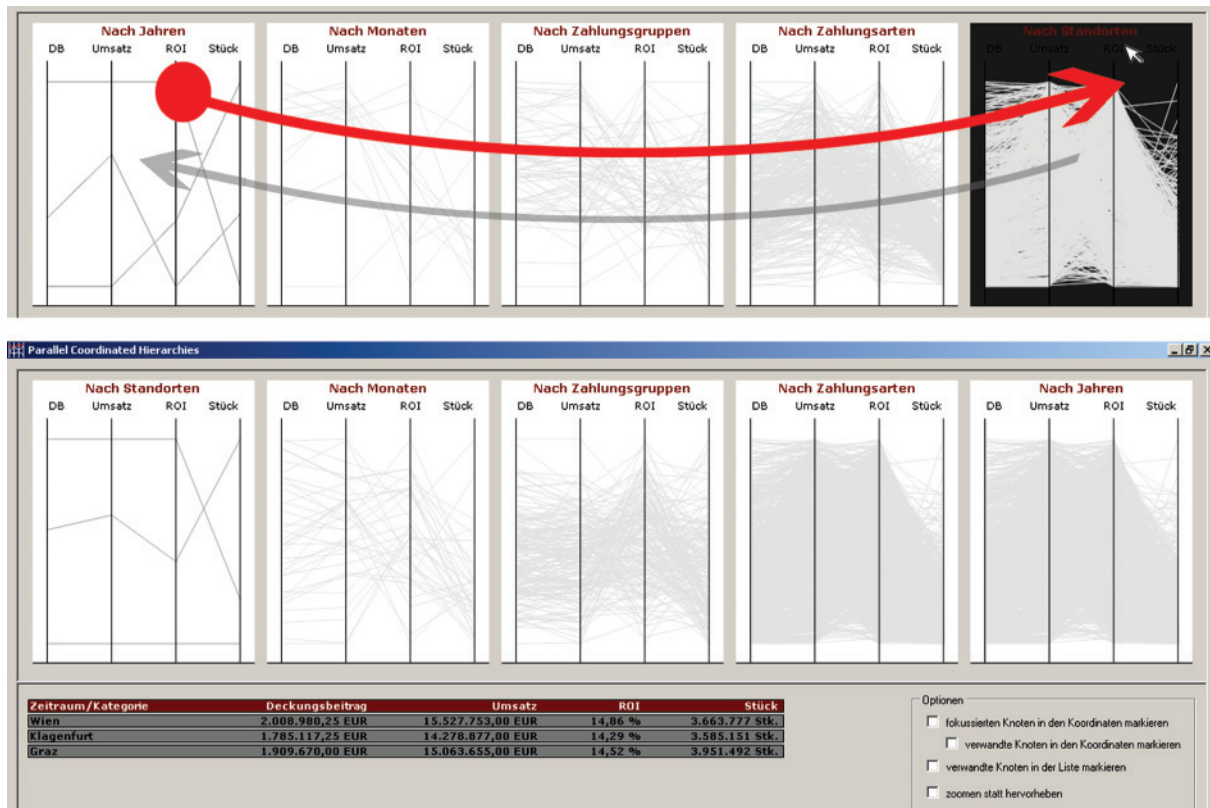 Nach Jahren Nach Monaten Nach Zahlungsgruppen Nach Zahlungsarten Nach Standorten
DB Umsatz ROI Stück DB Umsatz ROI Stück DB Umsatz ROI Stück DB Umsatz ROI Stück DB Umsatz ROI Stück
Parallel Coordinated Hierarchies
Nach Standorten Nach Monaten Nach Zahlungsgruppen Nach Zahlungsarten Nach Jahren
DB Umsatz ROI Stück DB Umsatz ROI Stück DB Umsatz ROI Stück DB Umsatz ROI Stück DB Umsatz ROI Stück
Zeitraum/Kategorie Deckungsbeitrag Umsatz ROI Stück
Wien 2.008.980,25 EUR 15.527.753,00 EUR 14,86 % 3.663.777 Stk.
Klagenfurt 1.785.117,25 EUR 14.278.877,00 EUR 14,29 % 3.585.151 Stk.
Graz 1.909.670,00 EUR 15.063.655,00 EUR 14,52 % 3.951.492 Stk.
Optionen
fokussierten Knoten in den Koordinaten markieren
verwandte Knoten in den Koordinaten markieren
verwandte Knoten in der Liste markieren
zoomen statt hervorheben